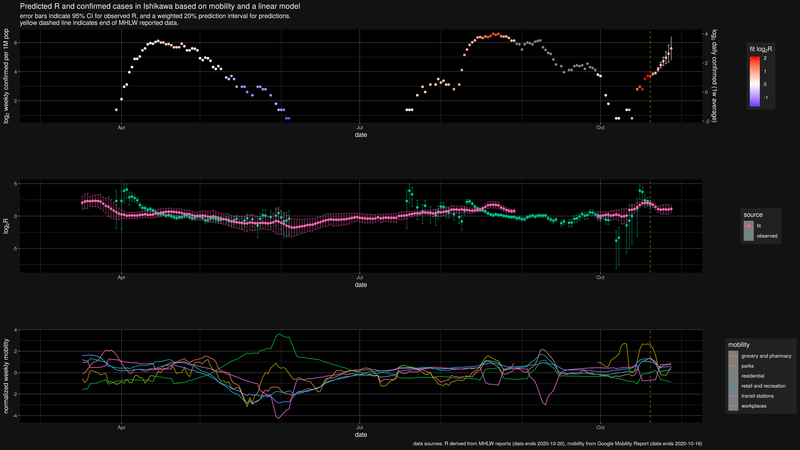 Predicted R and confirmed cases in Ishikawa based on mobility and a linear model
error bars indicate 95% CI for observed R, and a weighted 20% prediction interval for predictions.
yellow dashed line indicates end of MHLW reported data.
log₂ weekly confirmed per 1M pop
6
4
2
4
2
0
-2
log₂ daily confirmed (1w average)
Apr
Jul
Oct
date
fit log₂R
2
1
0
-1
log₂R
5
0
-5
Apr
Jul
Oct
date
source
fit
observed
normalized weekly mobility
4
2
0
-2
-4
Apr
Jul
Oct
date
mobility
grocery and pharmacy
parks
residential
retail and recreation
transit stations
workplaces
data sources: R derived from MHLW reports (data ends 2020-10-20), mobility from Google Mobility Report (data ends 2020-10-16)